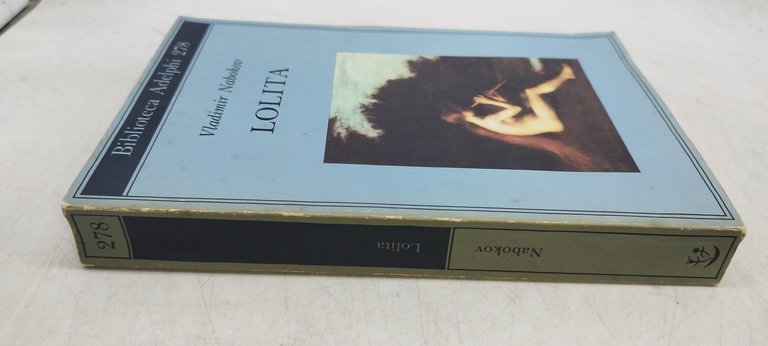 Biblioteca Adelphi 278
Vladimir Nabokov
LOLITA
278
Lolita
Nabokov